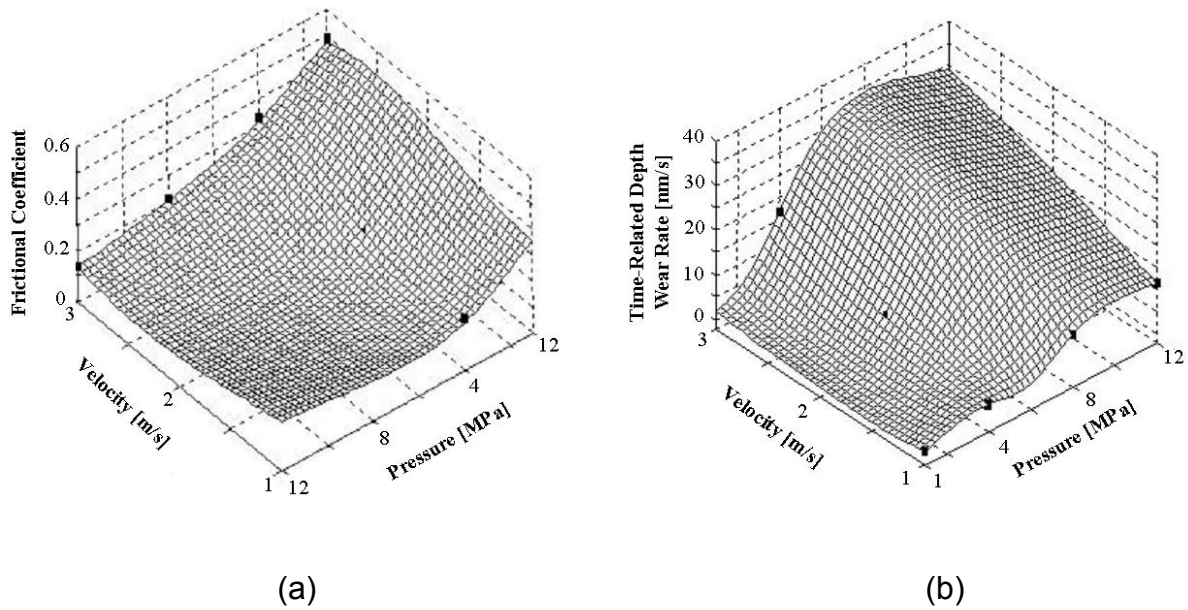 Frictional Coefficient
0.6
0.4
0.2
0
3
Velocity [m/s]
2
1
12
8
Pressure [MPa]
4
12
(a)
Time-Related Depth
Wear Rate [nm/s]
40
30
20
10
0
3
Velocity [m/s]
2
1
1
4
Pressure [MPa]
8
12
(b)